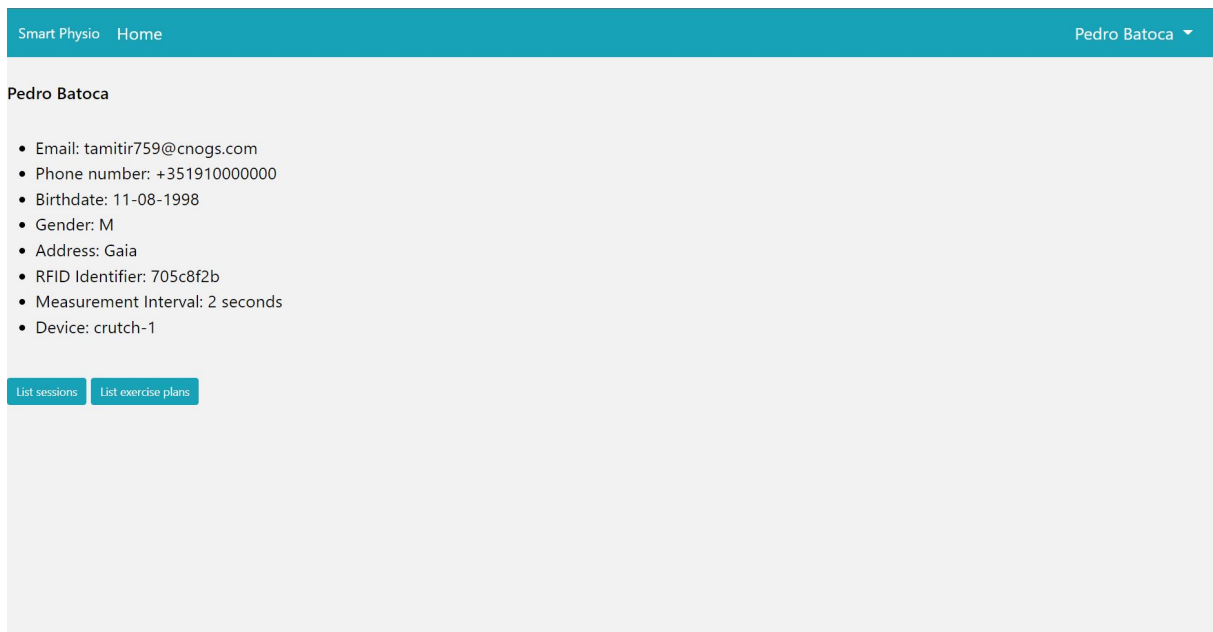 Smart Physio Home Pedro Batoca
Pedro Batoca
Email: tamitir759@cnogs.com
Phone number: +351910000000
Birthdate: 11-08-1998
Gender: M
Address: Gaia
RFID Identifier: 705c8f2b
Measurement Interval: 2 seconds
Device: crutch-1
List sessions List exercise plans